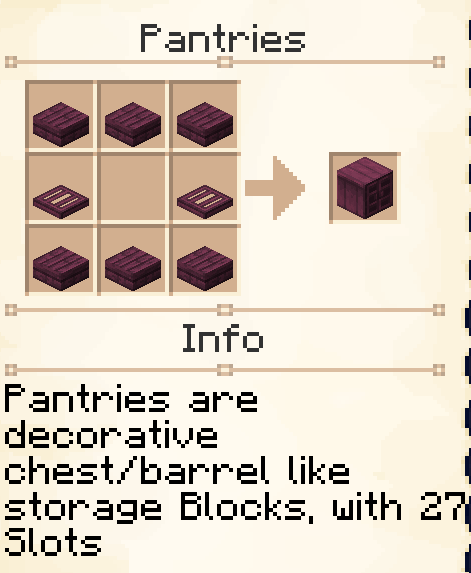 Pantries
Info
Pantries are
decorative
chest/barrel like
storage Blocks, with 27
Slots